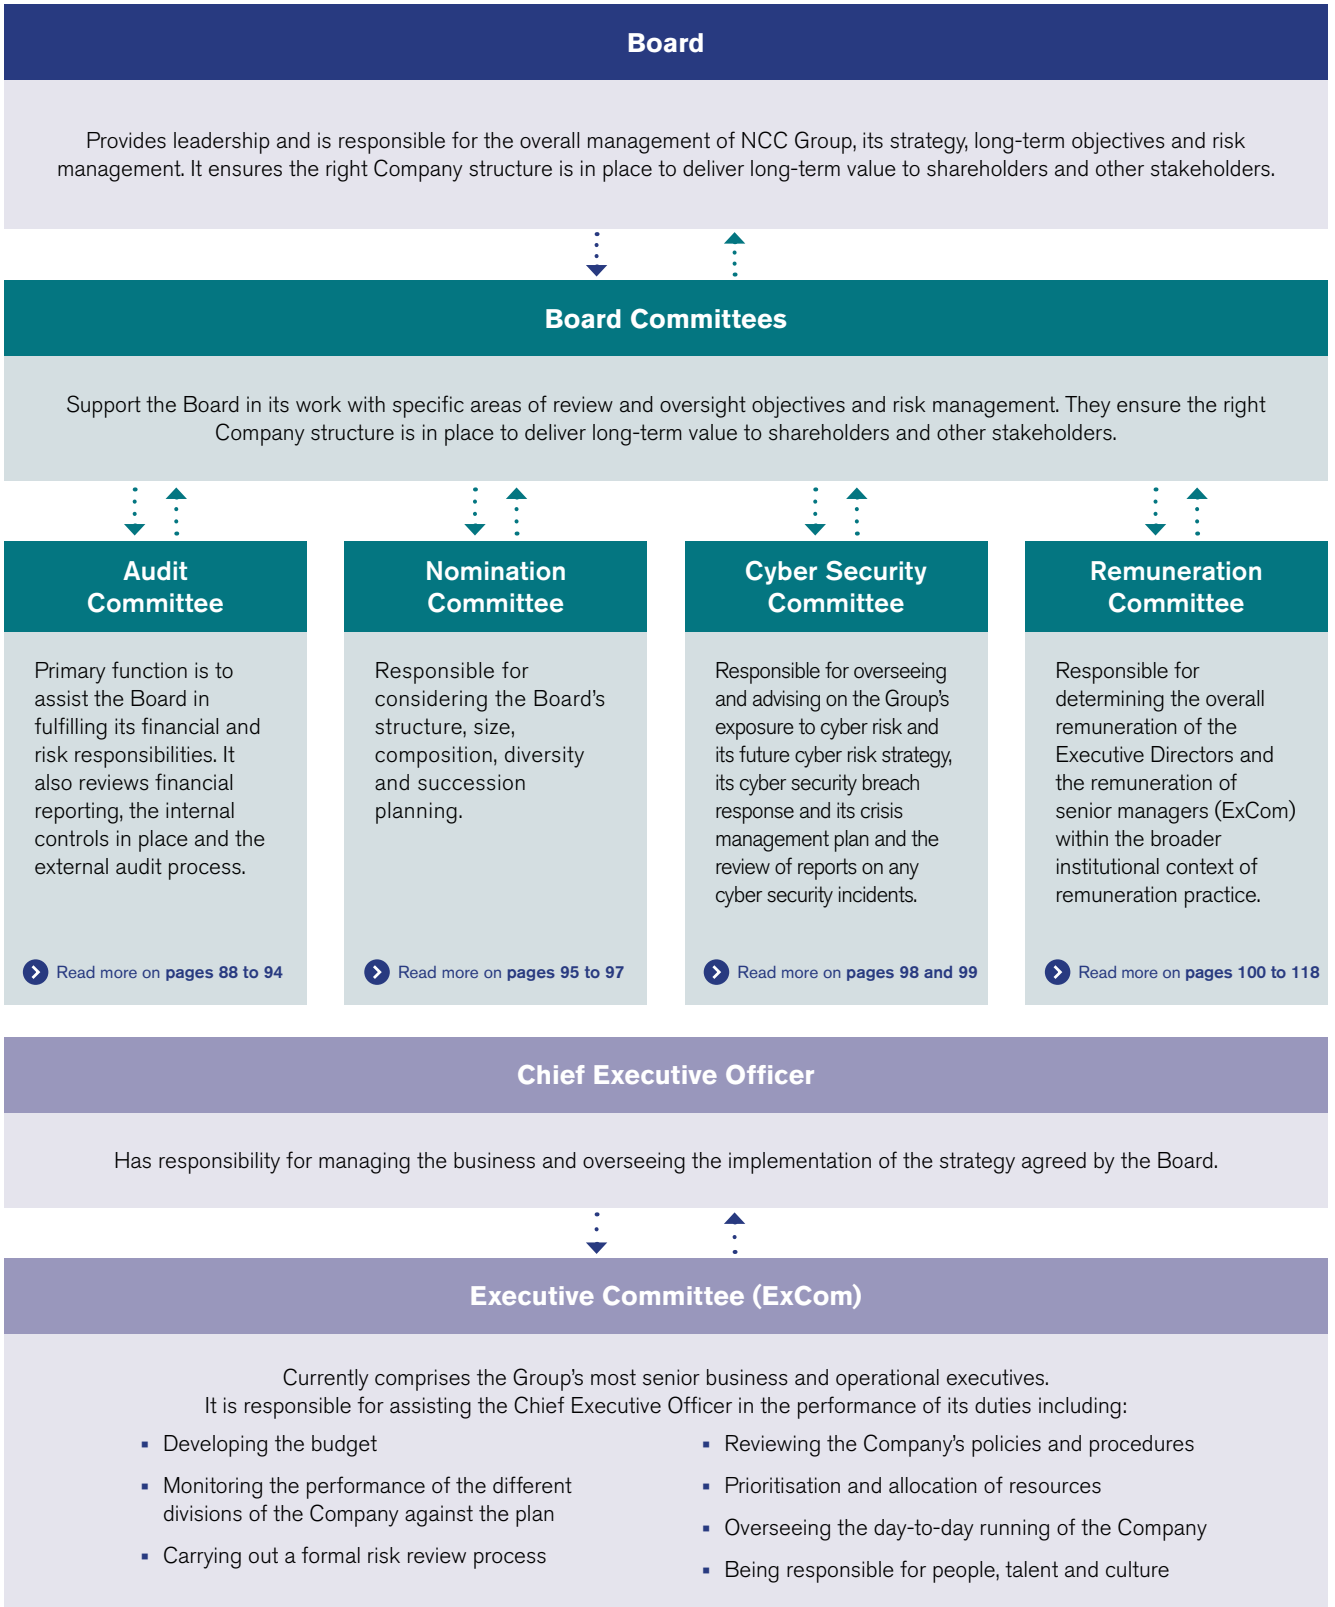 Board
Provides leadership and is responsible for the overall management of NCC Group, its strategy, long-term objectives and risk
management. It ensures the right Company structure is in place to deliver long-term value to shareholders and other stakeholders.
Board Committees
Support the Board in its work with specific areas of review and oversight objectives and risk management. They ensure the right
Company structure is in place to deliver long-term value to shareholders and other stakeholders.
Audit
Committee
Primary function is to
assist the Board in
fulfilling its financial and
risk responsibilities. It
also reviews financial
reporting, the internal
controls in place and the
external audit process.
Read more on pages 88 to 94
Nomination
Committee
Responsible for
considering the Board’s
structure, size,
composition, diversity
and succession
planning.
Read more on pages 95 to 97
Cyber Security
Committee
Responsible for overseeing
and advising on the Group’s
exposure to cyber risk and
its future cyber risk strategy,
its cyber security breach
response and its crisis
management plan and the
review of reports on any
cyber security incidents.
Read more on pages 98 and 99
Remuneration
Committee
Responsible for
determining the overall
remuneration of the
Executive Directors and
the remuneration of
senior managers (ExCom)
within the broader
institutional context of
remuneration practice.
Read more on pages 100 to 118
Chief Executive Officer
Has responsibility for managing the business and overseeing the implementation of the strategy agreed by the Board.
Executive Committee (ExCom)
Currently comprises the Group’s most senior business and operational executives.
It is responsible for assisting the Chief Executive Officer in the performance of its duties including:
▪ Developing the budget
▪ Monitoring the performance of the different
divisions of the Company against the plan
▪ Carrying out a formal risk review process
▪ Reviewing the Company’s policies and procedures
▪ Prioritisation and allocation of resources
▪ Overseeing the day-to-day running of the Company
▪ Being responsible for people, talent and culture